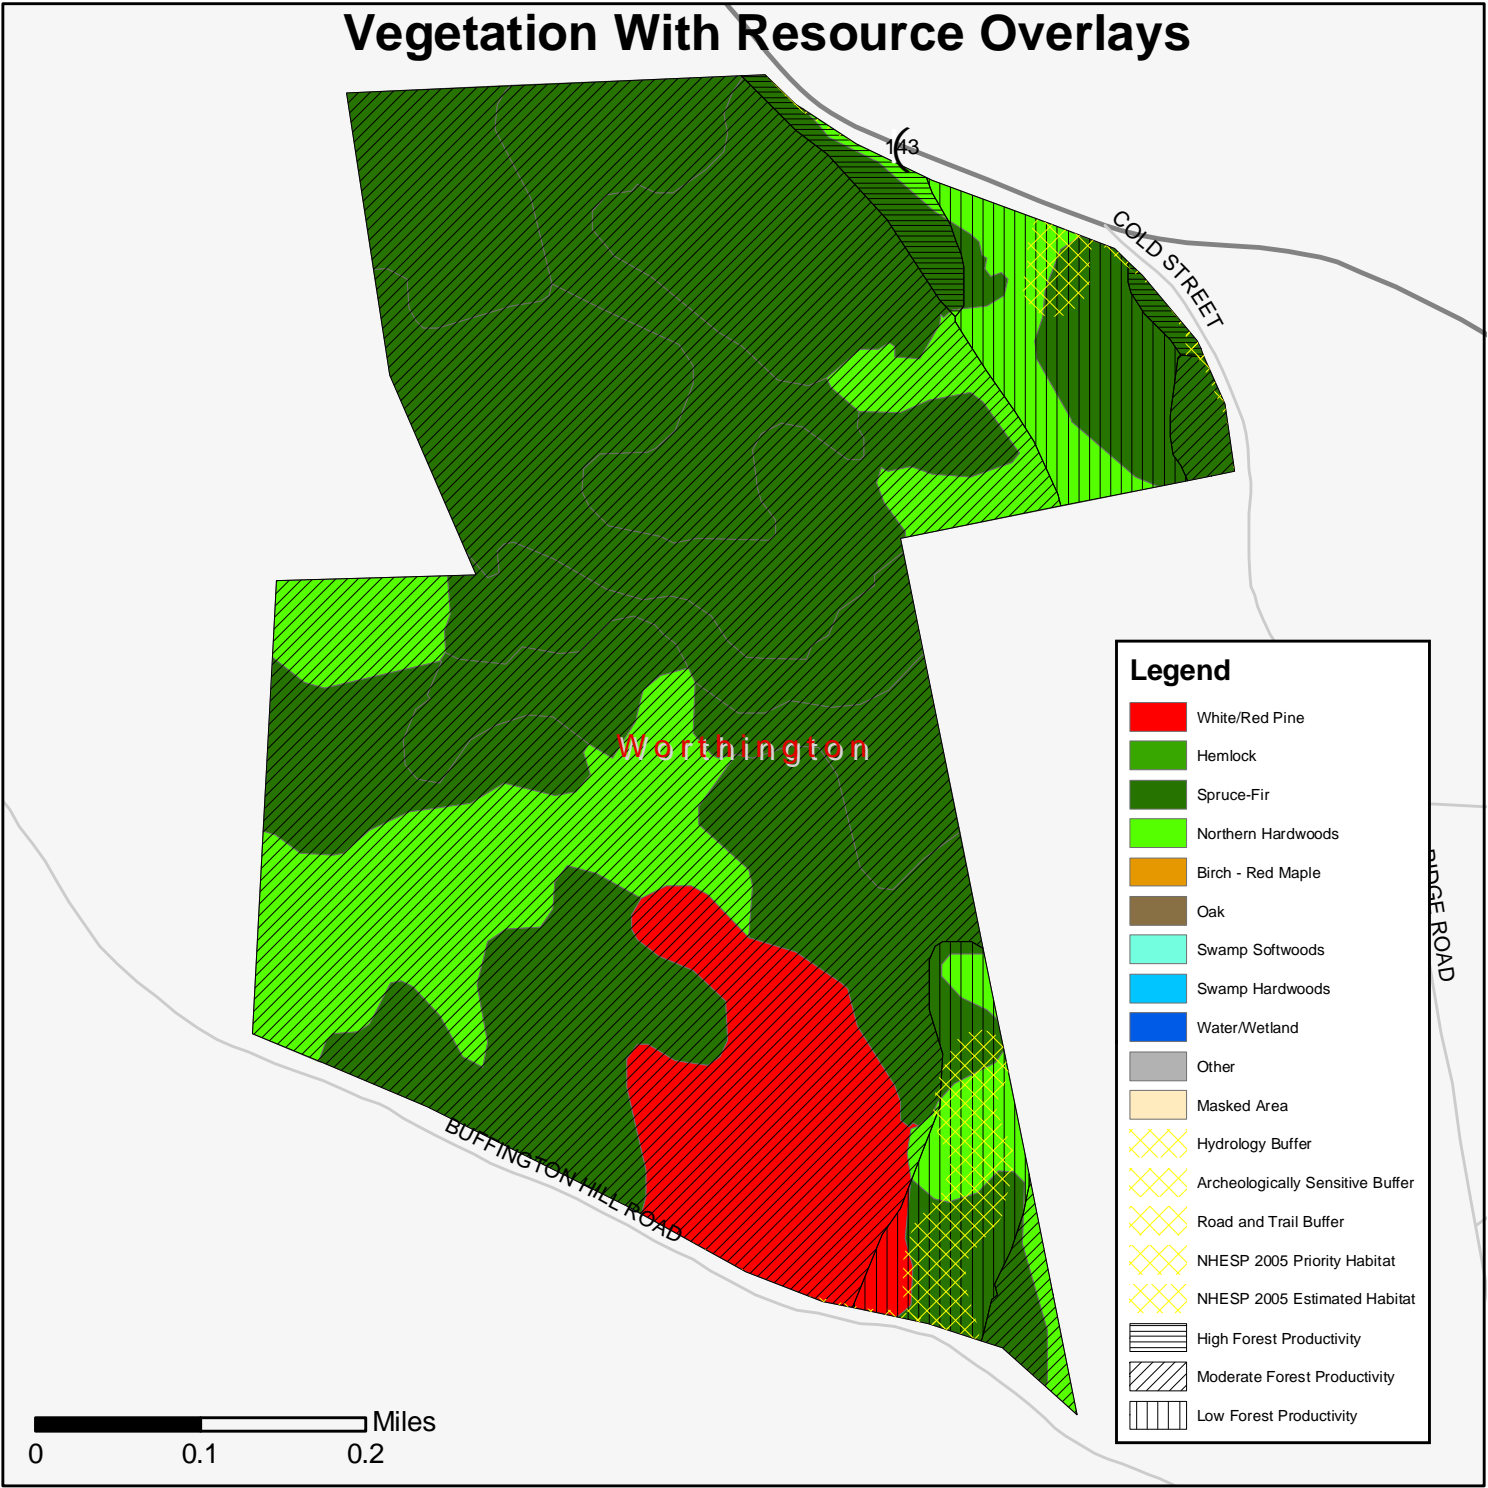 Vegetation With Resource Overlays
143
COLD STREET
Worthington
BUFFINGTON HILL ROAD
RIDGE ROAD
Legend
White/Red Pine
Hemlock
Spruce-Fir
Northern Hardwoods
Birch - Red Maple
Oak
Swamp Softwoods
Swamp Hardwoods
Water/Wetland
Other
Masked Area
Hydrology Buffer
Archeologically Sensitive Buffer
Road and Trail Buffer
NHESP 2005 Priority Habitat
NHESP 2005 Estimated Habitat
High Forest Productivity
Moderate Forest Productivity
Low Forest Productivity
Miles
0 0.1 0.2